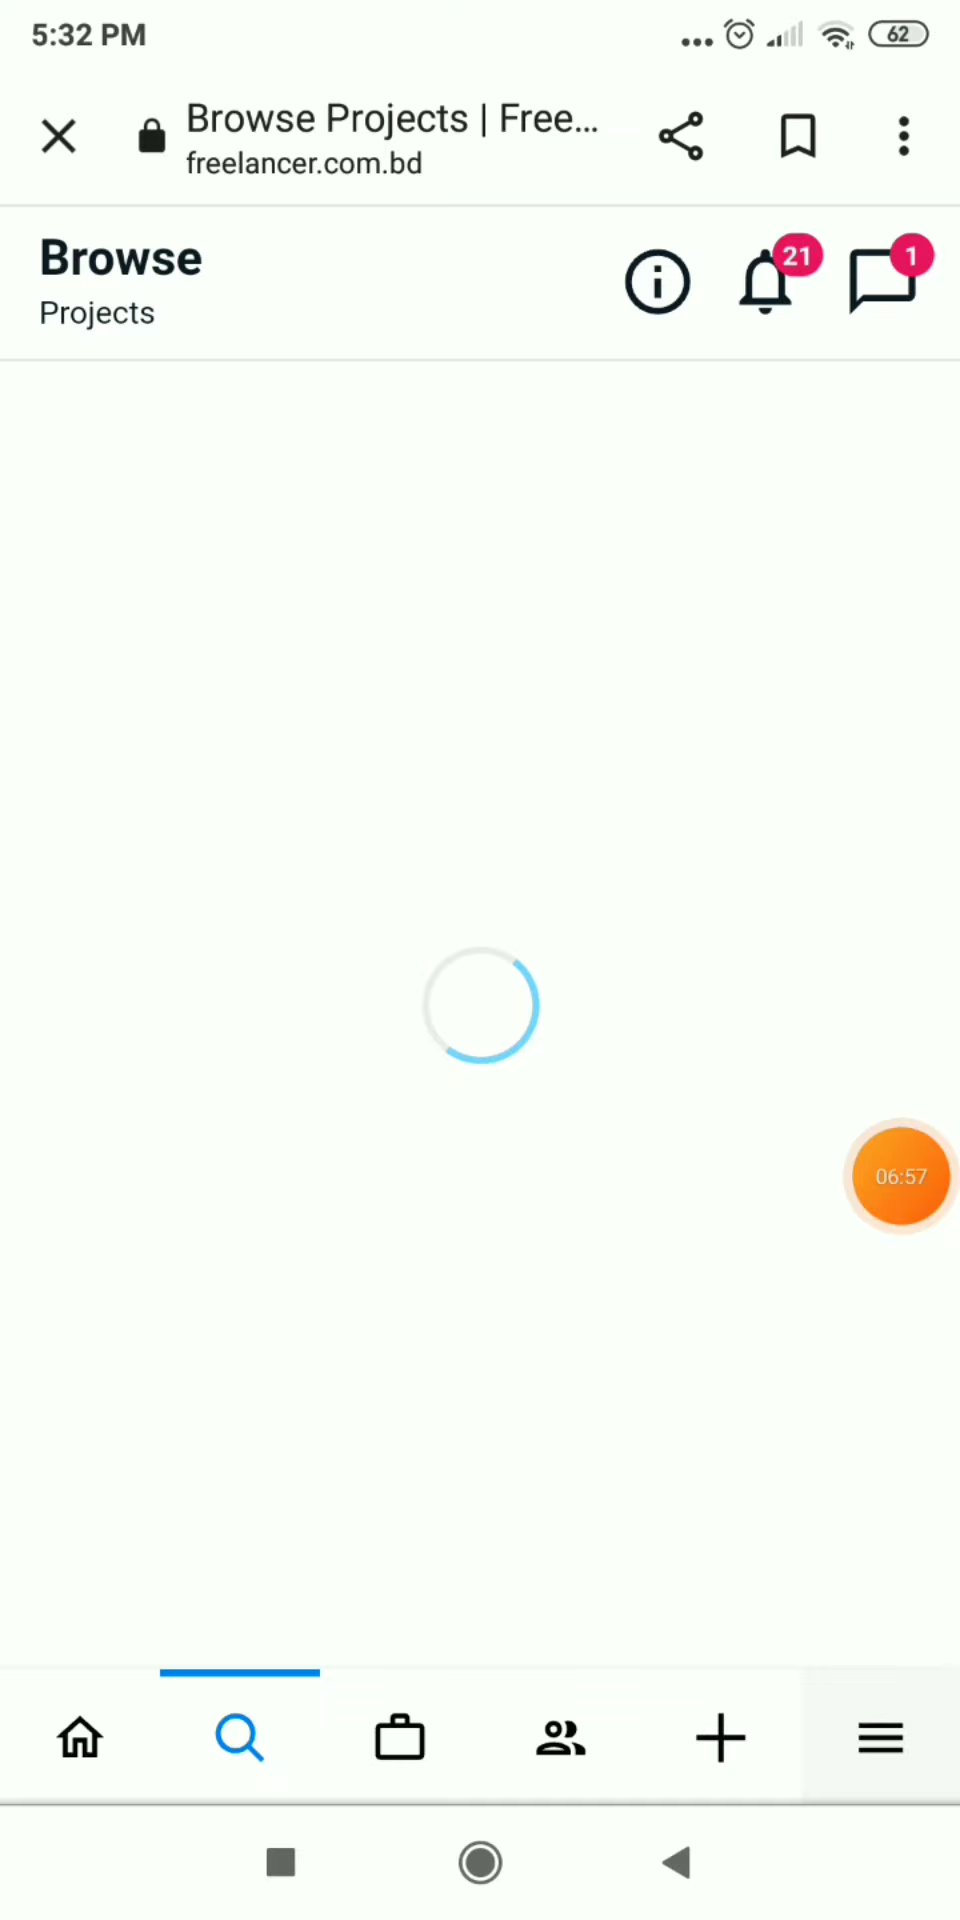 5:32 PM
62
Browse Projects | Free...
freelancer.com.bd
Browse
Projects
21
1
06:57